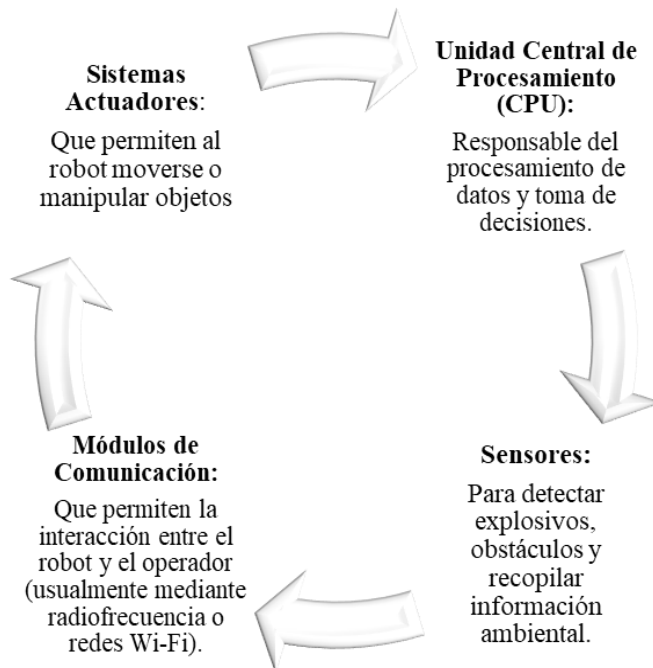 Sistemas
Actuadores:
Que permiten al
robot moverse o
manipular objetos
Unidad Central de
Procesamiento
(CPU):
Responsable del
procesamiento de
datos y toma de
decisiones.
Sensores:
Para detectar
explosivos,
obstáculos y
recopilar
información
ambiental.
Módulos de
Comunicación:
Que permiten la
interacción entre el
robot y el operador
(usualmente mediante
radiofrecuencia o
redes Wi-Fi).